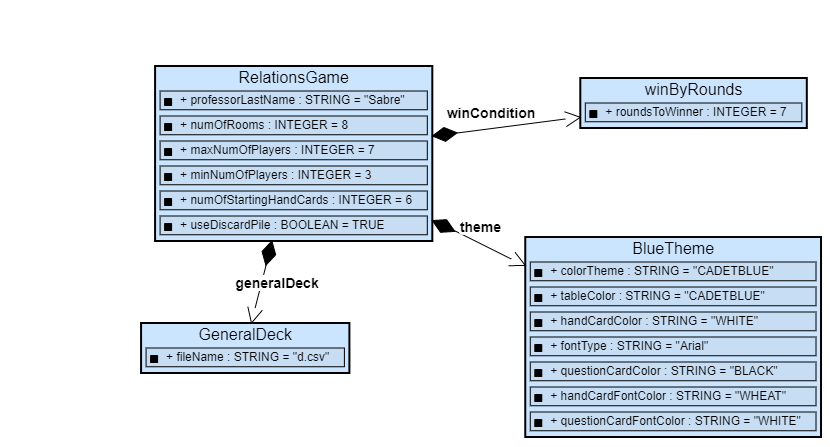 RelationsGame
+ professorLastName : STRING = "Sabre"
+ numOfRooms : INTEGER = 8
+ maxNumOfPlayers : INTEGER = 7
+ minNumOfPlayers : INTEGER = 3
+ numOfStartingHandCards : INTEGER = 6
+ useDiscardPile : BOOLEAN = TRUE
winCondition
winByRounds
+ roundsToWinner : INTEGER = 7
theme
BlueTheme
+ colorTheme : STRING = "CADETBLUE"
+ tableColor : STRING = "CADETBLUE"
+ handCardColor : STRING = "WHITE"
+ fontType : STRING = "Arial"
+ questionCardColor : STRING = "BLACK"
+ handCardFontColor : STRING = "WHEAT"
+ questionCardFontColor : STRING = "WHITE"
generalDeck
GeneralDeck
+ fileName : STRING = "d.csv"